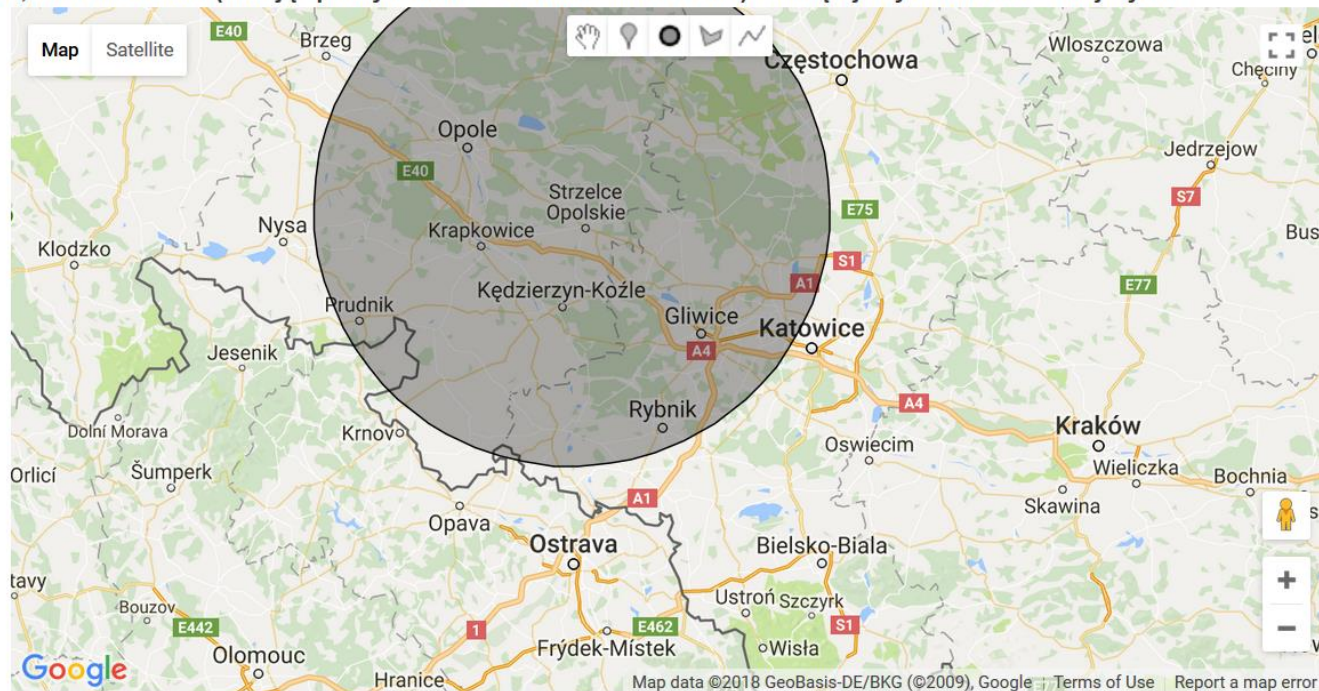 Map Satellite
E40
Brzeg
Częstochowa
Wloszczowa
Chęciny
Opole
Jedrzejow
E40
Strzelce
Opolskie
S7
E75
Nysa
Krapkowice
Klodzko
S1
E77
Kędzierzyn-Koźle
A1
Prudnik
Gliwice
Katowice
Jesenik
A4
A4
Rybnik
Dolní Morava
Krnov
Kraków
Oswiecim
Šumperk
Wieliczka
Orlicí
Bochnia
A1
Skawina
Opava
Ostrava
Bielsko-Biala
Bouzov
Ustroń Szczyrk
E442
1
E462
S1
Frýdek-Místek
Wisła
Olomouc
Google
Hranice
Map data ©2018 GeoBasis-DE/BKG (©2009), Google Terms of Use Report a map error